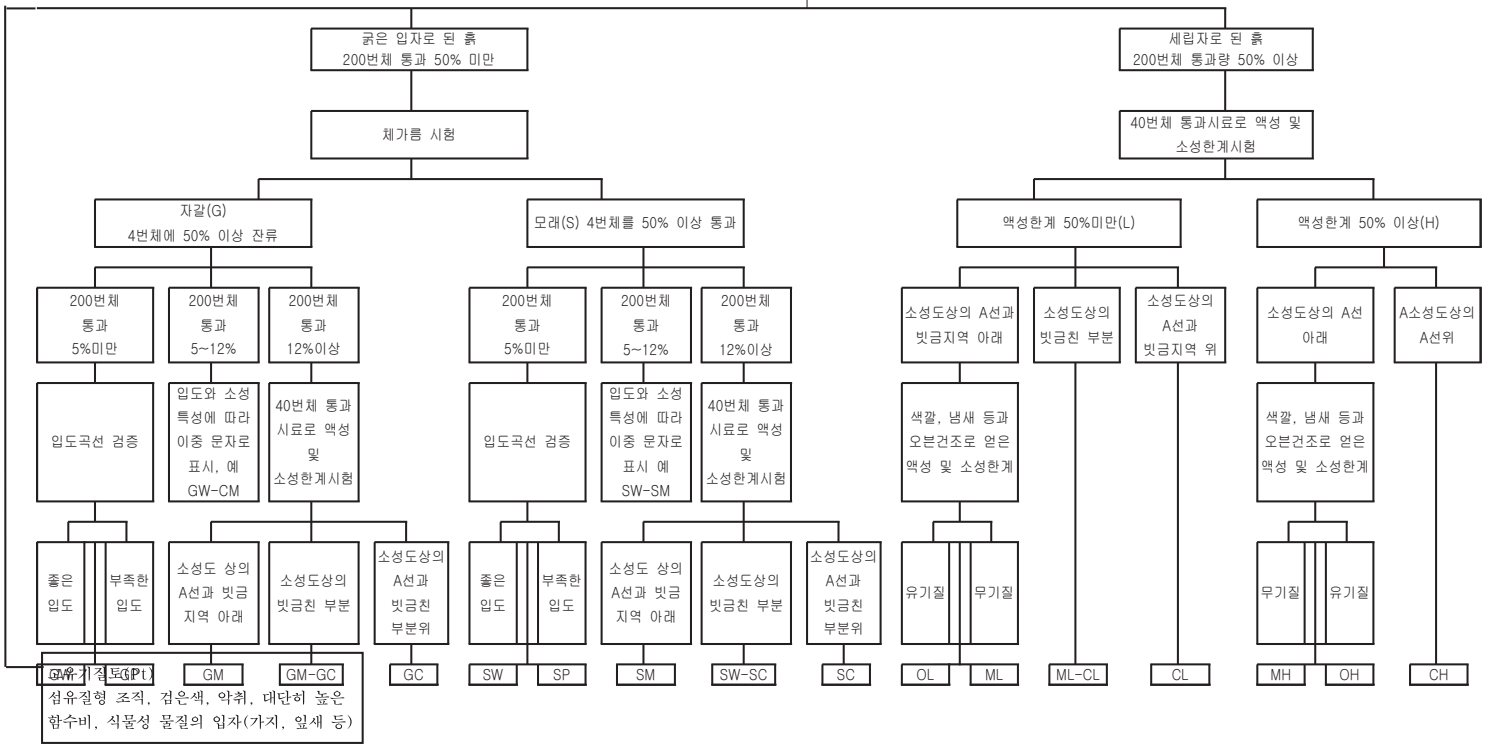 굵은 입자로 된 흙
200번체 통과 50% 미만
세립자로 된 흙
200번체 통과량 50% 이상
체가름 시험
40번체 통과시료로 액성 및
소성한계시험
자갈(G)
4번체에 50% 이상 잔류
모래(S) 4번체를 50% 이상 통과
액성한계 50%미만(L)
액성한계 50% 이상(H)
200번체
통과
5%미만
200번체
통과
5~12%
200번체
통과
12%이상
200번체
통과
5%미만
200번체
통과
5~12%
200번체
통과
12%이상
소성도상의 A선과
빗금지역 아래
소성도상의
빗금친 부분
소성도상의
A선과
빗금지역 위
소성도상의 A선
아래
A소성도상의
A선위
입도곡선 검증
입도와 소성
특성에 따라
이중 문자로
표시, 예
GW-CM
40번체 통과
시료로 액성
및
소성한계시험
입도곡선 검증
입도와 소성
특성에 따라
이중 문자로
표시 예
SW-SM
40번체 통과
시료로 액성
및
소성한계시험
색깔, 냄새 등과
오븐건조로 얻은
액성 및 소성한계
색깔, 냄새 등과
오븐건조로 얻은
액성 및 소성한계
좋은
입도
부족한
입도
소성도 상의
A선과 빗금
지역 아래
소성도상의
빗금친 부분
소성도상의
A선과
빗금친
부분위
좋은
입도
부족한
입도
소성도 상의
A선과 빗금
지역 아래
소성도상의
빗금친 부분
소성도상의
A선과
빗금친
부분위
유기질
무기질
무기질
유기질
GW
GP
GM
GM-GC
GC
SW
SP
SM
SW-SC
SC
OL
ML
ML-CL
CL
MH
OH
CH
고유기질토(Pt)
섬유질형 조직, 검은색, 악취, 대단히 높은
함수비, 식물성 물질의 입자(가지, 잎새 등)